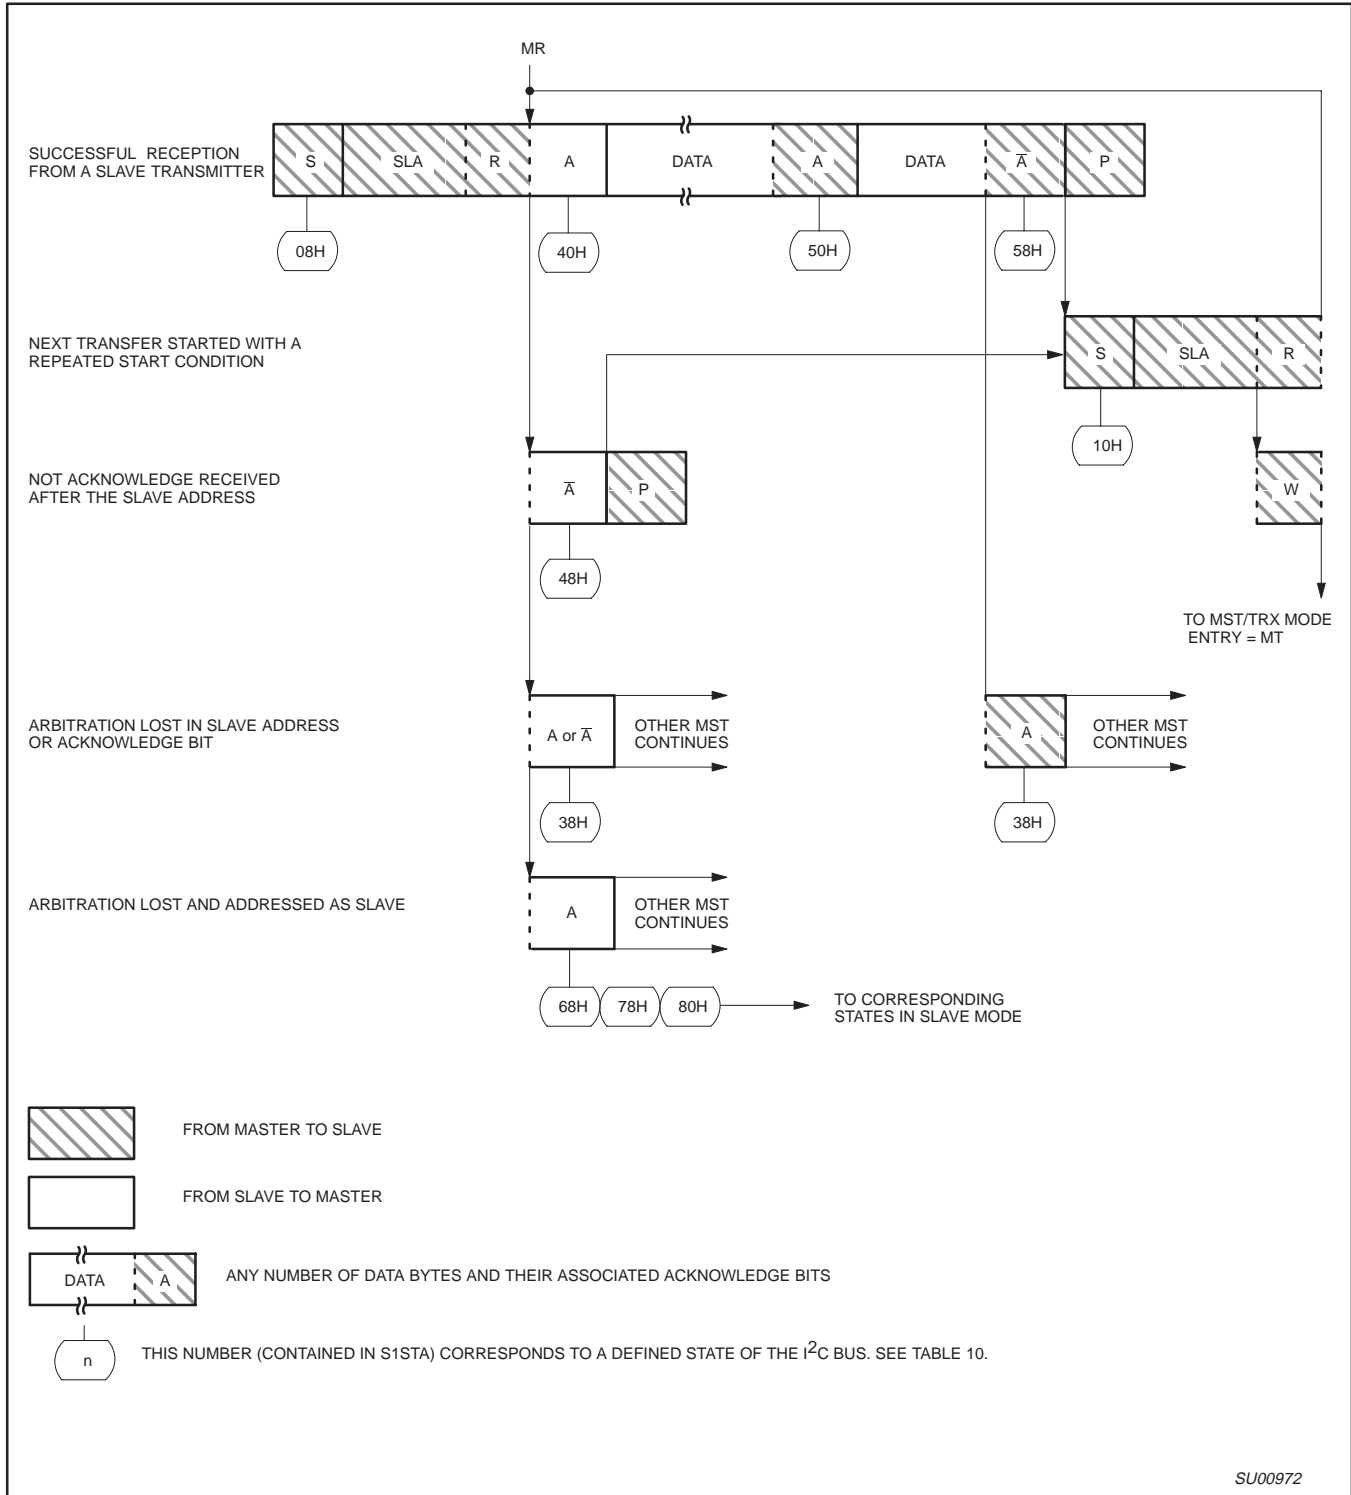 MR
SUCCESSFUL RECEPTION
FROM A SLAVE TRANSMITTER
S SLA R A DATA A DATA A̅ P
08H 40H 50H 58H
NEXT TRANSFER STARTED WITH A
REPEATED START CONDITION
S SLA R
10H
NOT ACKNOWLEDGE RECEIVED
AFTER THE SLAVE ADDRESS
A̅ P W
48H
TO MST/TRX MODE
ENTRY = MT
ARBITRATION LOST IN SLAVE ADDRESS
OR ACKNOWLEDGE BIT
A or A̅
OTHER MST
CONTINUES
A
OTHER MST
CONTINUES
38H 38H
ARBITRATION LOST AND ADDRESSED AS SLAVE
A
OTHER MST
CONTINUES
68H 78H 80H
TO CORRESPONDING
STATES IN SLAVE MODE
FROM MASTER TO SLAVE
FROM SLAVE TO MASTER
DATA A
ANY NUMBER OF DATA BYTES AND THEIR ASSOCIATED ACKNOWLEDGE BITS
n
THIS NUMBER (CONTAINED IN S1STA) CORRESPONDS TO A DEFINED STATE OF THE I²C BUS. SEE TABLE 10.
SU00972